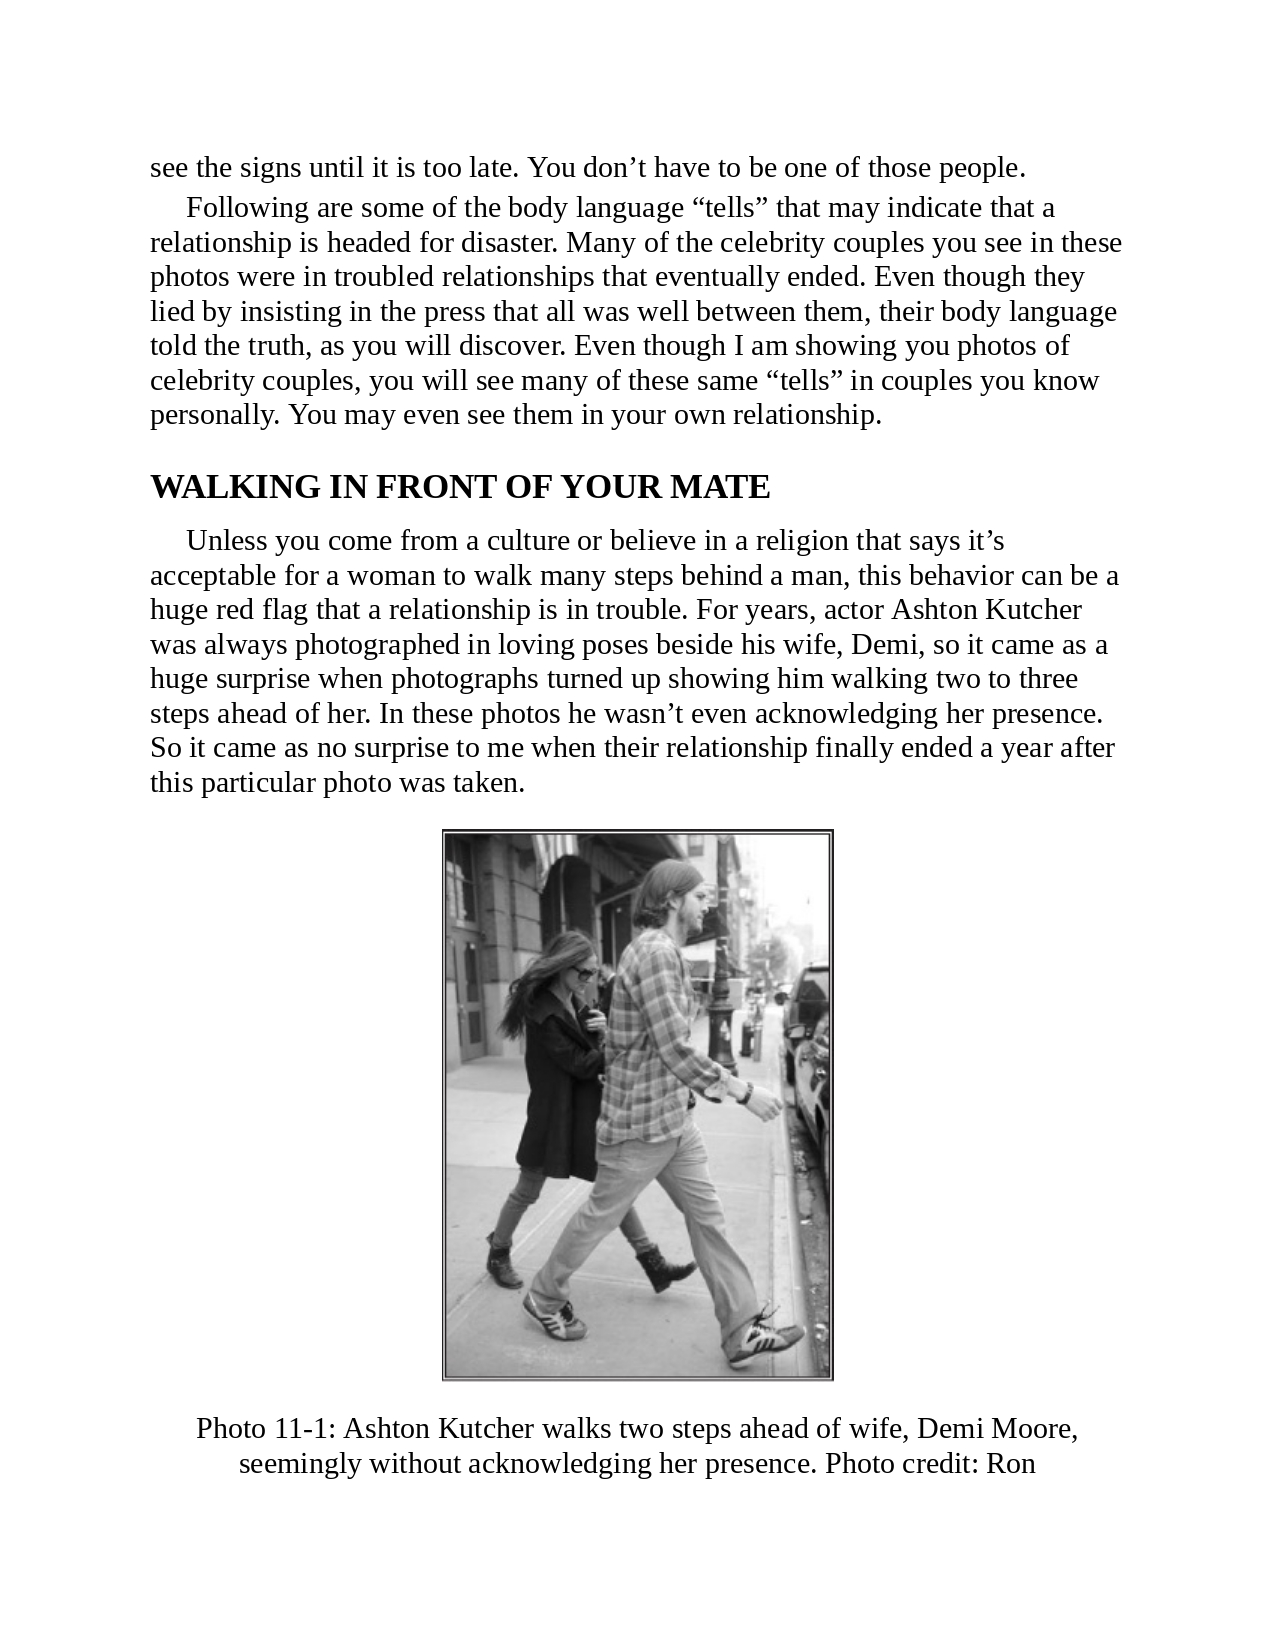 see the signs until it is too late. You don’t have to be one of those people.
Following are some of the body language “tells” that may indicate that a
relationship is headed for disaster. Many of the celebrity couples you see in these
photos were in troubled relationships that eventually ended. Even though they
lied by insisting in the press that all was well between them, their body language
told the truth, as you will discover. Even though I am showing you photos of
celebrity couples, you will see many of these same “tells” in couples you know
personally. You may even see them in your own relationship.
WALKING IN FRONT OF YOUR MATE
Unless you come from a culture or believe in a religion that says it’s
acceptable for a woman to walk many steps behind a man, this behavior can be a
huge red flag that a relationship is in trouble. For years, actor Ashton Kutcher
was always photographed in loving poses beside his wife, Demi, so it came as a
huge surprise when photographs turned up showing him walking two to three
steps ahead of her. In these photos he wasn’t even acknowledging her presence.
So it came as no surprise to me when their relationship finally ended a year after
this particular photo was taken.
Photo 11-1: Ashton Kutcher walks two steps ahead of wife, Demi Moore,
seemingly without acknowledging her presence. Photo credit: Ron